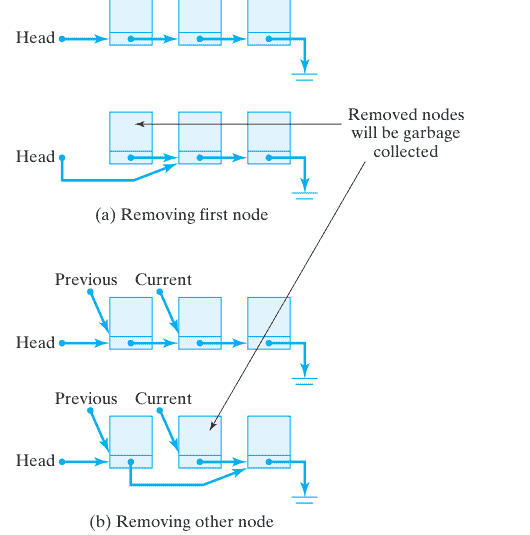 Head
Head
Removed nodes
will be garbage
collected
(a) Removing first node
Previous Current
Head
Previous Current
Head
(b) Removing other node